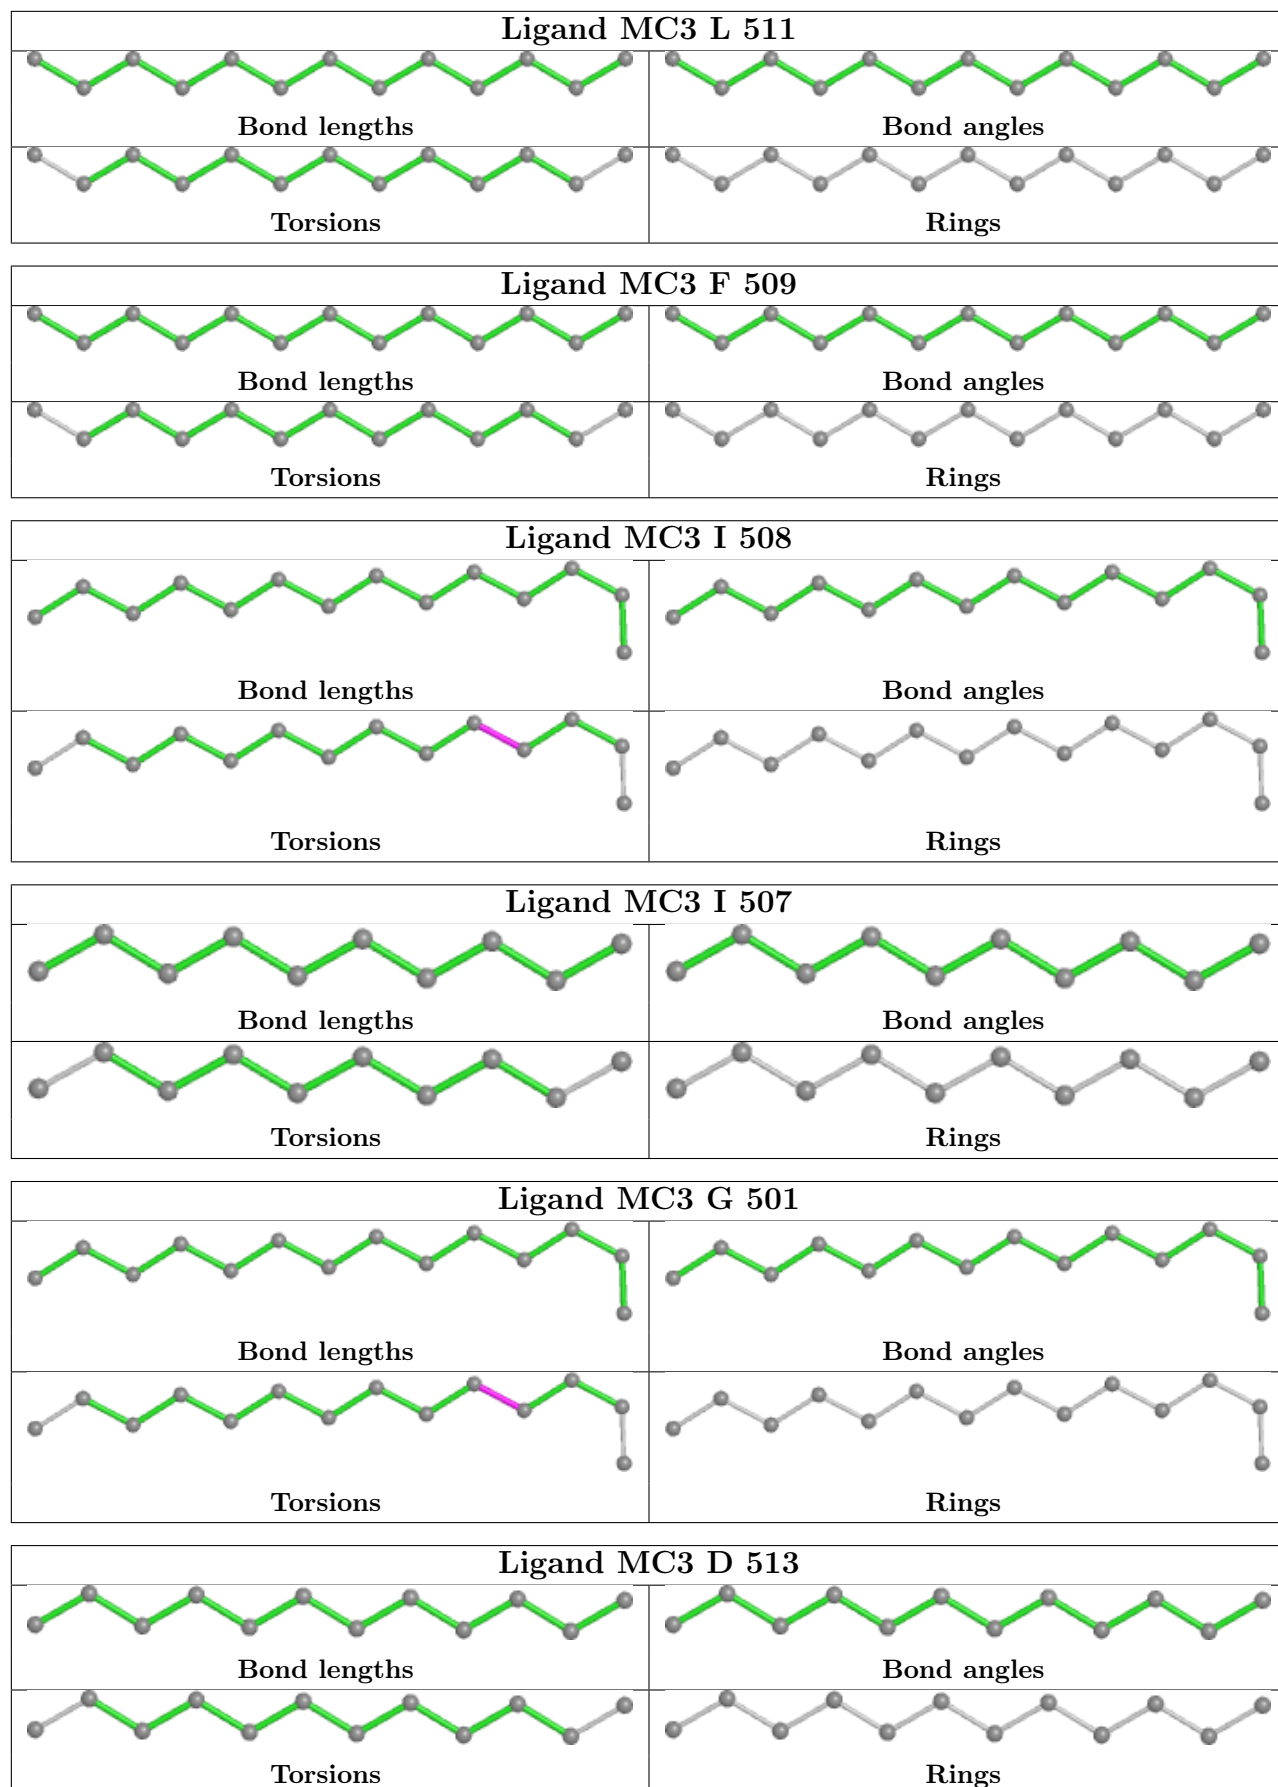 Ligand MC3 L 511
Bond lengths
Bond angles
Torsions
Rings
Ligand MC3 F 509
Bond lengths
Bond angles
Torsions
Rings
Ligand MC3 I 508
Bond lengths
Bond angles
Torsions
Rings
Ligand MC3 I 507
Bond lengths
Bond angles
Torsions
Rings
Ligand MC3 G 501
Bond lengths
Bond angles
Torsions
Rings
Ligand MC3 D 513
Bond lengths
Bond angles
Torsions
Rings